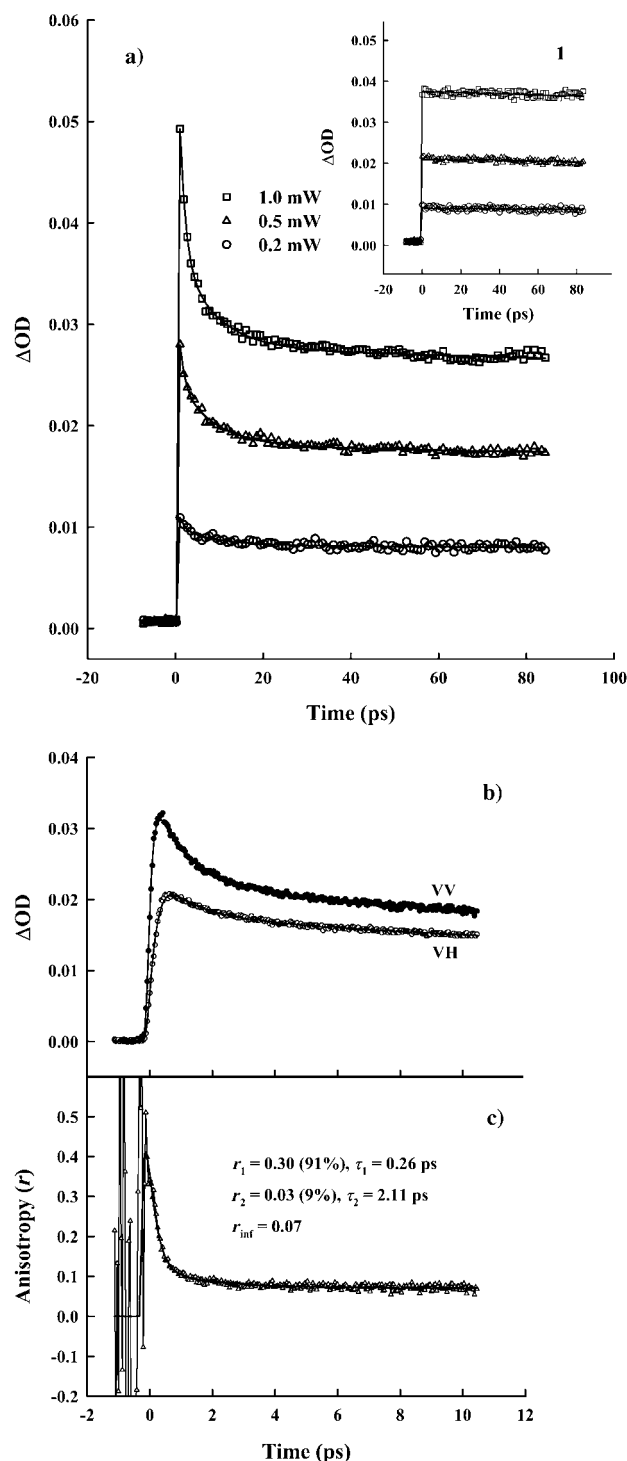 a)
0.06
0.05
0.04
0.03
0.02
0.01
0.00
ΔOD
-20 0 20 40 60 80 100
Time (ps)
1.0 mW
0.5 mW
0.2 mW
1
0.05
0.04
0.03
0.02
0.01
0.00
ΔOD
-20 0 20 40 60 80
Time (ps)
b)
0.04
0.03
0.02
0.01
0.00
ΔOD
VV
VH
c)
0.5
0.4
0.3
0.2
0.1
0.0
-0.1
-0.2
Anisotropy (r)
r₁ = 0.30 (91%), τ₁ = 0.26 ps
r₂ = 0.03 (9%), τ₂ = 2.11 ps
r_inf = 0.07
-2 0 2 4 6 8 10 12
Time (ps)